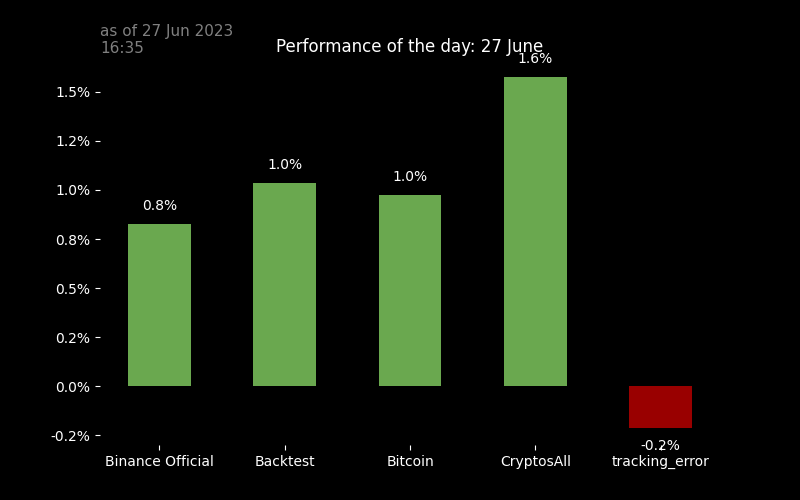 as of 27 Jun 2023
16:35
Performance of the day: 27 June
1.6%
1.5%
1.2%
1.0%
1.0%
1.0%
0.8%
0.8%
0.5%
0.2%
0.0%
-0.2%
-0.2%
Binance Official
Backtest
Bitcoin
CryptosAll
tracking_error